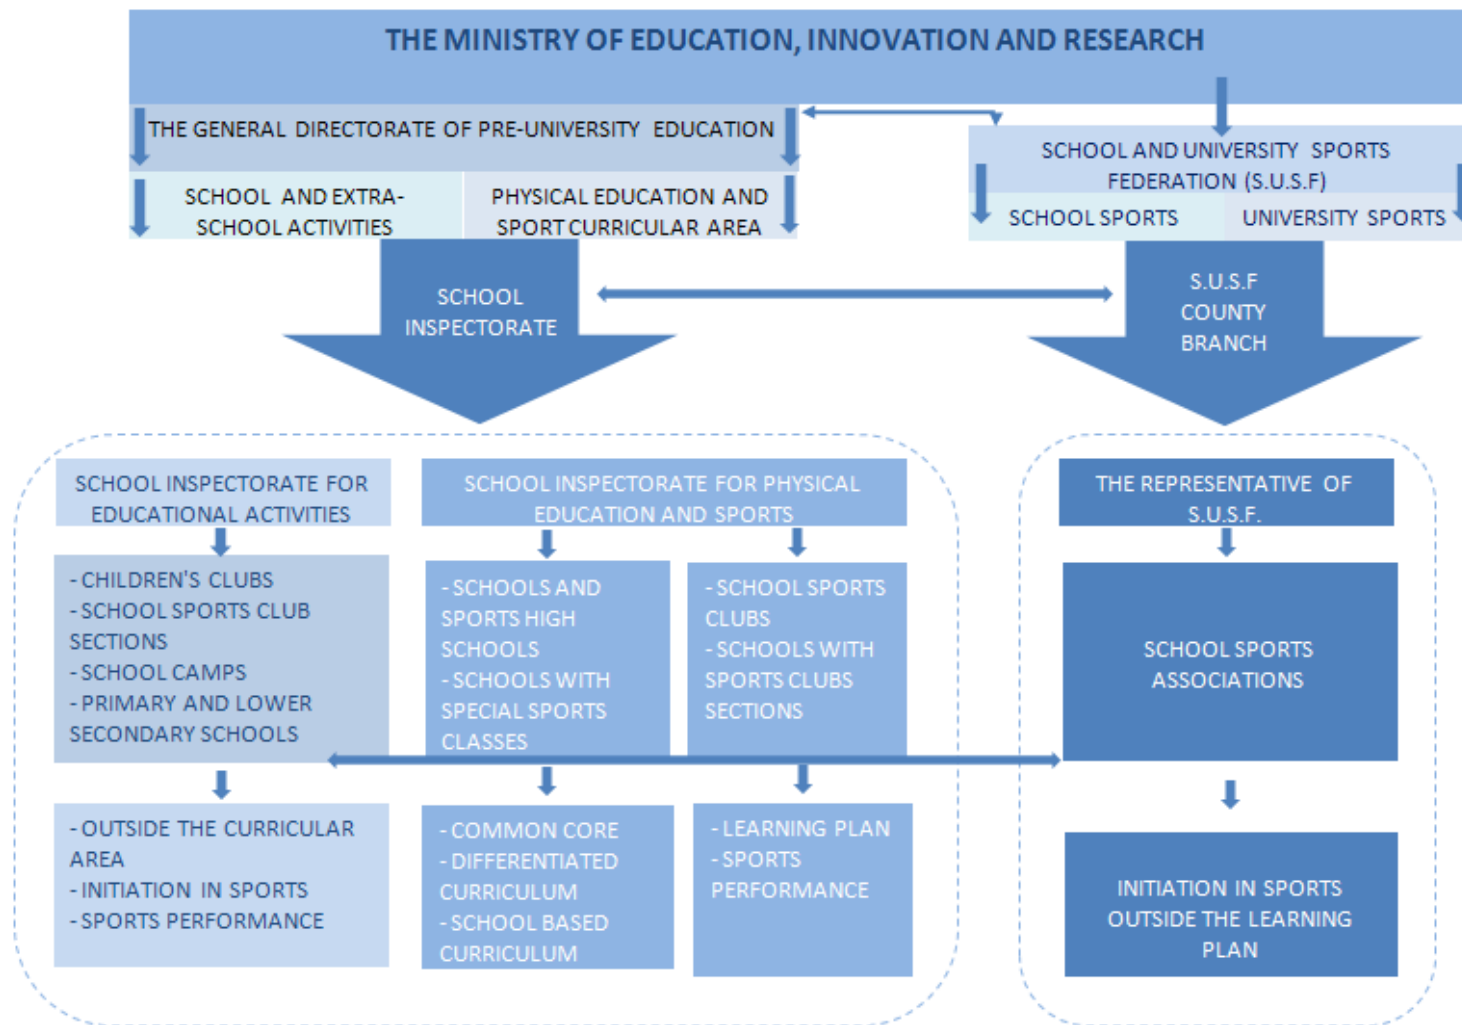 THE MINISTRY OF EDUCATION, INNOVATION AND RESEARCH
THE GENERAL DIRECTORATE OF PRE-UNIVERSITY EDUCATION
SCHOOL AND EXTRA-
SCHOOL ACTIVITIES
PHYSICAL EDUCATION AND
SPORT CURRICULAR AREA
SCHOOL AND UNIVERSITY SPORTS
FEDERATION (S.U.S.F)
SCHOOL SPORTS
UNIVERSITY SPORTS
SCHOOL
INSPECTORATE
S.U.S.F
COUNTY
BRANCH
SCHOOL INSPECTORATE FOR
EDUCATIONAL ACTIVITIES
- CHILDREN'S CLUBS
- SCHOOL SPORTS CLUB
SECTIONS
- SCHOOL CAMPS
- PRIMARY AND LOWER
SECONDARY SCHOOLS
- OUTSIDE THE CURRICULAR
AREA
- INITIATION IN SPORTS
- SPORTS PERFORMANCE
SCHOOL INSPECTORATE FOR PHYSICAL
EDUCATION AND SPORTS
- SCHOOLS AND
SPORTS HIGH
SCHOOLS
- SCHOOLS WITH
SPECIAL SPORTS
CLASSES
- COMMON CORE
- DIFFERENTIATED
CURRICULUM
- SCHOOL BASED
CURRICULUM
- SCHOOL SPORTS
CLUBS
- SCHOOLS WITH
SPORTS CLUBS
SECTIONS
- LEARNING PLAN
- SPORTS
PERFORMANCE
THE REPRESENTATIVE OF
S.U.S.F.
SCHOOL SPORTS
ASSOCIATIONS
INITIATION IN SPORTS
OUTSIDE THE LEARNING
PLAN